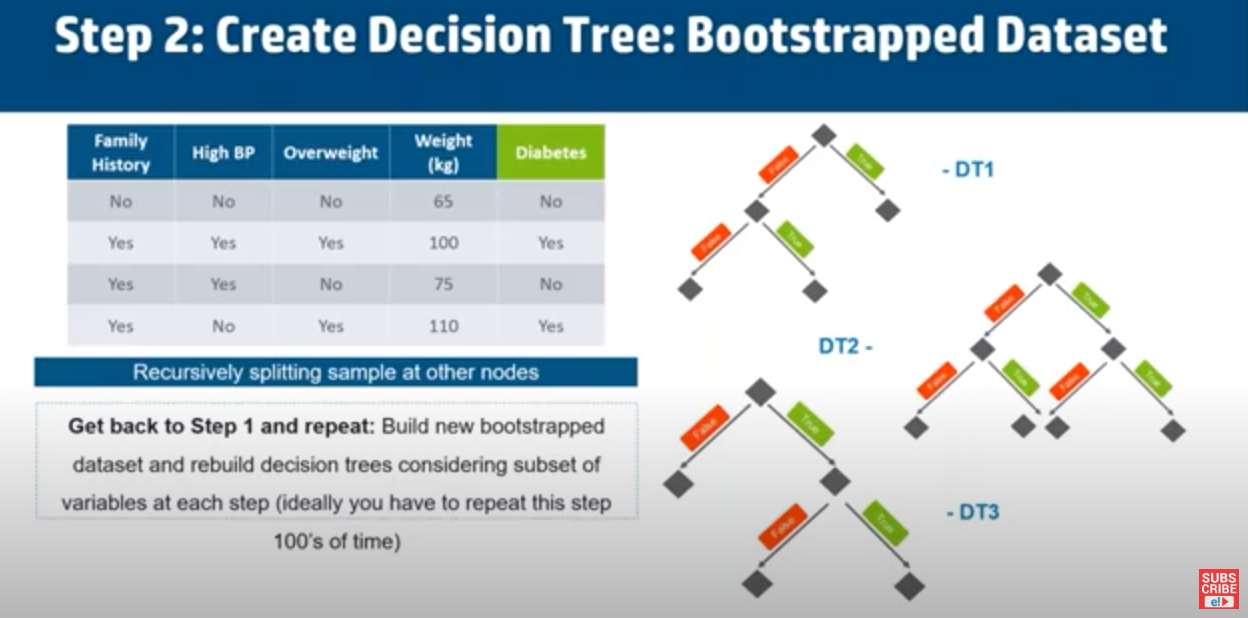 Step 2: Create Decision Tree: Bootstrapped Dataset
Family History High BP Overweight Weight (kg) Diabetes
No No No 65 No
Yes Yes Yes 100 Yes
Yes Yes No 75 No
Yes No Yes 110 Yes
Recursively splitting sample at other nodes
Get back to Step 1 and repeat: Build new bootstrapped
dataset and rebuild decision trees considering subset of
variables at each step (ideally you have to repeat this step
100's of time)
False True
- DT1
False True
False True
DT2 -
False True False True
False True
- DT3
False True
SUBS
CRIBE
e!